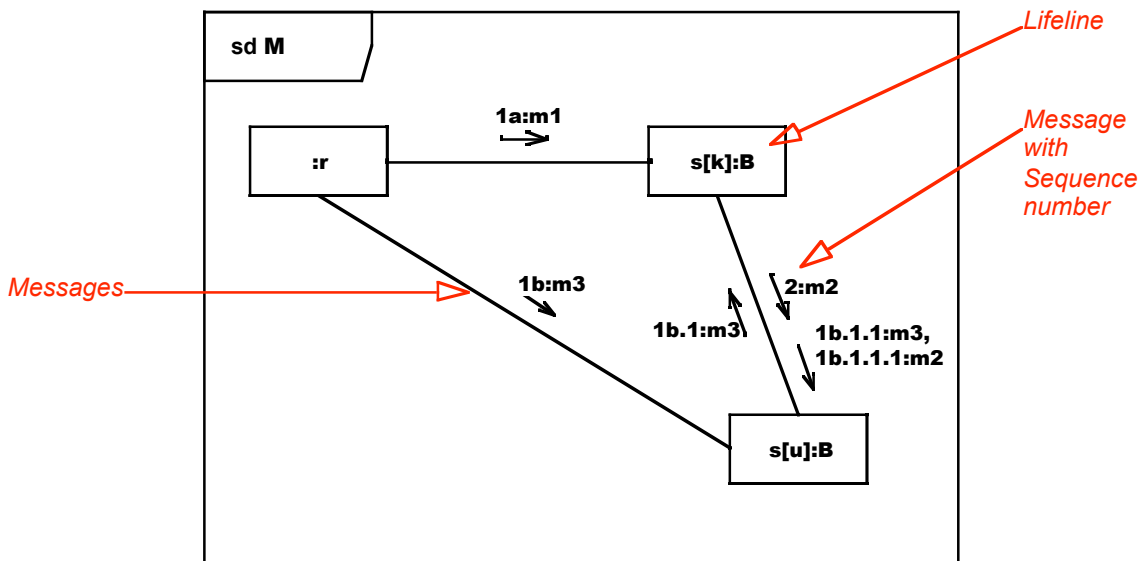 sd M
Lifeline
1a:m1
Message
with
Sequence
number
:r
s[k]:B
Messages
1b:m3
2:m2
1b.1:m3
1b.1.1:m3,
1b.1.1.1:m2
s[u]:B